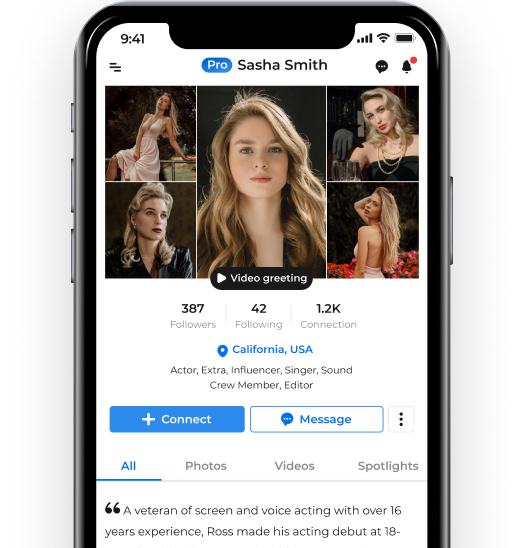 9:41
Pro Sasha Smith
Video greeting
387 42 1.2K
Followers Following Connection
California, USA
Actor, Extra, Influencer, Singer, Sound
Crew Member, Editor
Connect Message
All Photos Videos Spotlights
“ A veteran of screen and voice acting with over 16
years experience, Ross made his acting debut at 18-